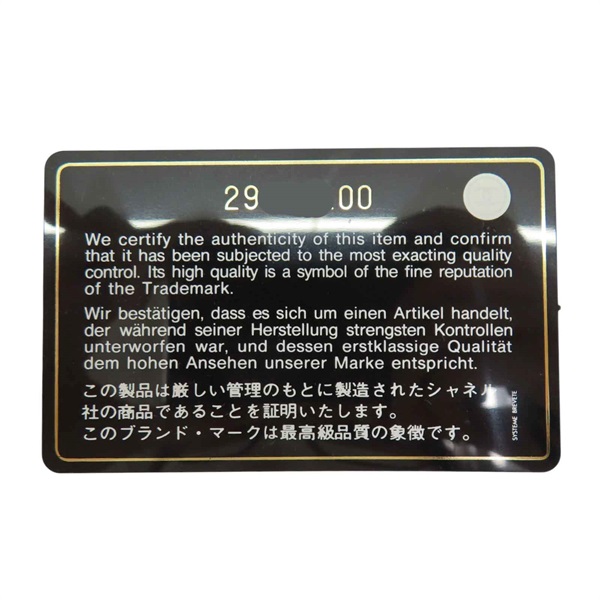 29 .00
We certify the authenticity of this item and confirm
that it has been subjected to the most exacting quality
control. Its high quality is a symbol of the fine reputation
of the Trademark.
Wir bestätigen, dass es sich um einen Artikel handelt,
der während seiner Herstellung strengsten Kontrollen
unterworfen war, und dessen erstklassige Qualität
dem hohen Ansehen unserer Marke entspricht.
この製品は厳しい管理のもとに製造されたシャネル
社の商品であることを証明いたします。
このブランド・マークは最高級品質の象徴です。
SYSTEME BREVETE